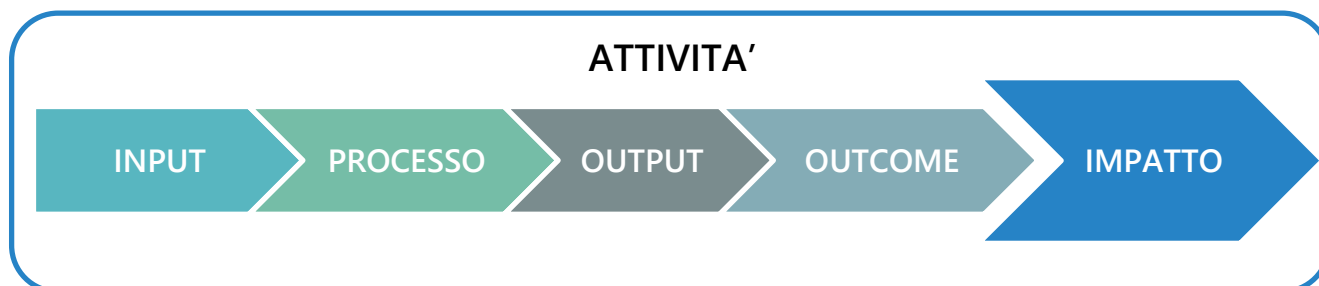 ATTIVITA’
INPUT
PROCESSO
OUTPUT
OUTCOME
IMPATTO